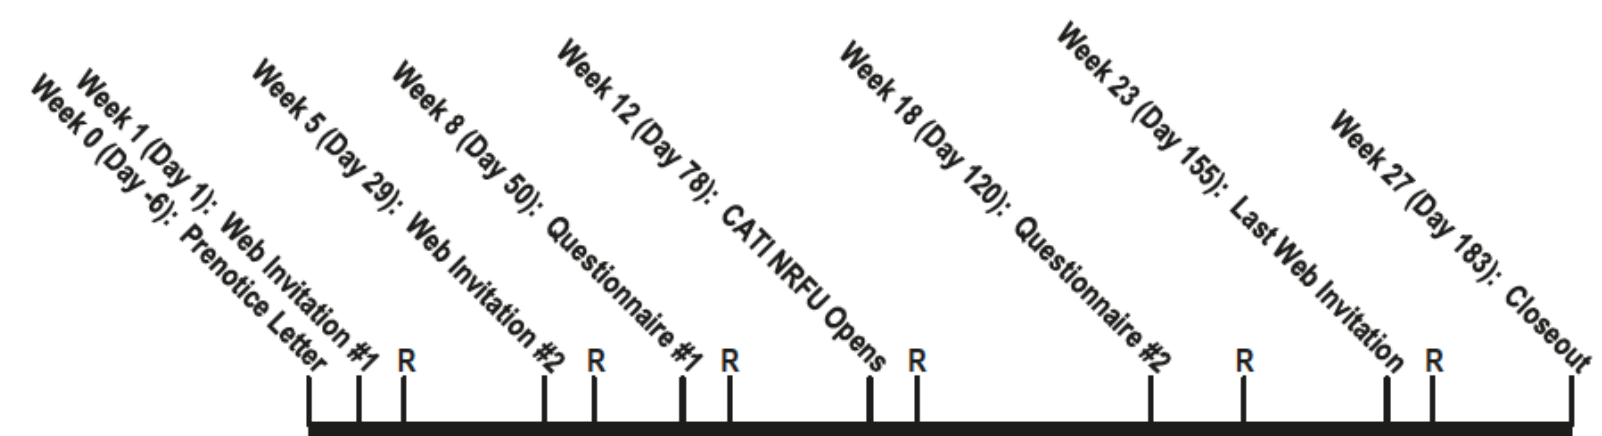 Week 0 (Day -6): Prenotice Letter
Week 1 (Day 1): Web Invitation #1
R
Week 5 (Day 29): Web Invitation #2
R
Week 8 (Day 50): Questionnaire #1
R
Week 12 (Day 78): CATI NRFU Opens
R
Week 18 (Day 120): Questionnaire #2
R
Week 23 (Day 155): Last Web Invitation
R
Week 27 (Day 183): Closeout